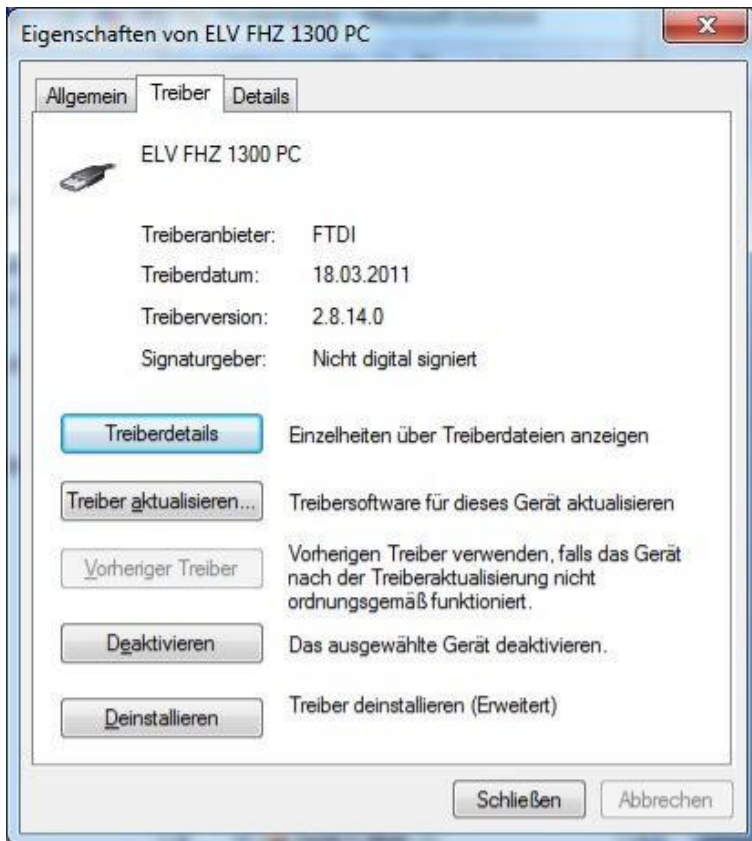 Eigenschaften von ELV FHZ 1300 PC
Allgemein
Treiber
Details
ELV FHZ 1300 PC
Treiberanbieter: FTDI
Treiberdatum: 18.03.2011
Treiberversion: 2.8.14.0
Signaturgeber: Nicht digital signiert
Treiberdetails
Einzelheiten über Treiberdateien anzeigen
Treiber aktualisieren...
Treibersoftware für dieses Gerät aktualisieren
Vorheriger Treiber
Vorherigen Treiber verwenden, falls das Gerät
nach der Treiberaktualisierung nicht
ordnungsgemäß funktioniert.
Deaktivieren
Das ausgewählte Gerät deaktivieren.
Deinstallieren
Treiber deinstallieren (Erweitert)
Schließen
Abbrechen